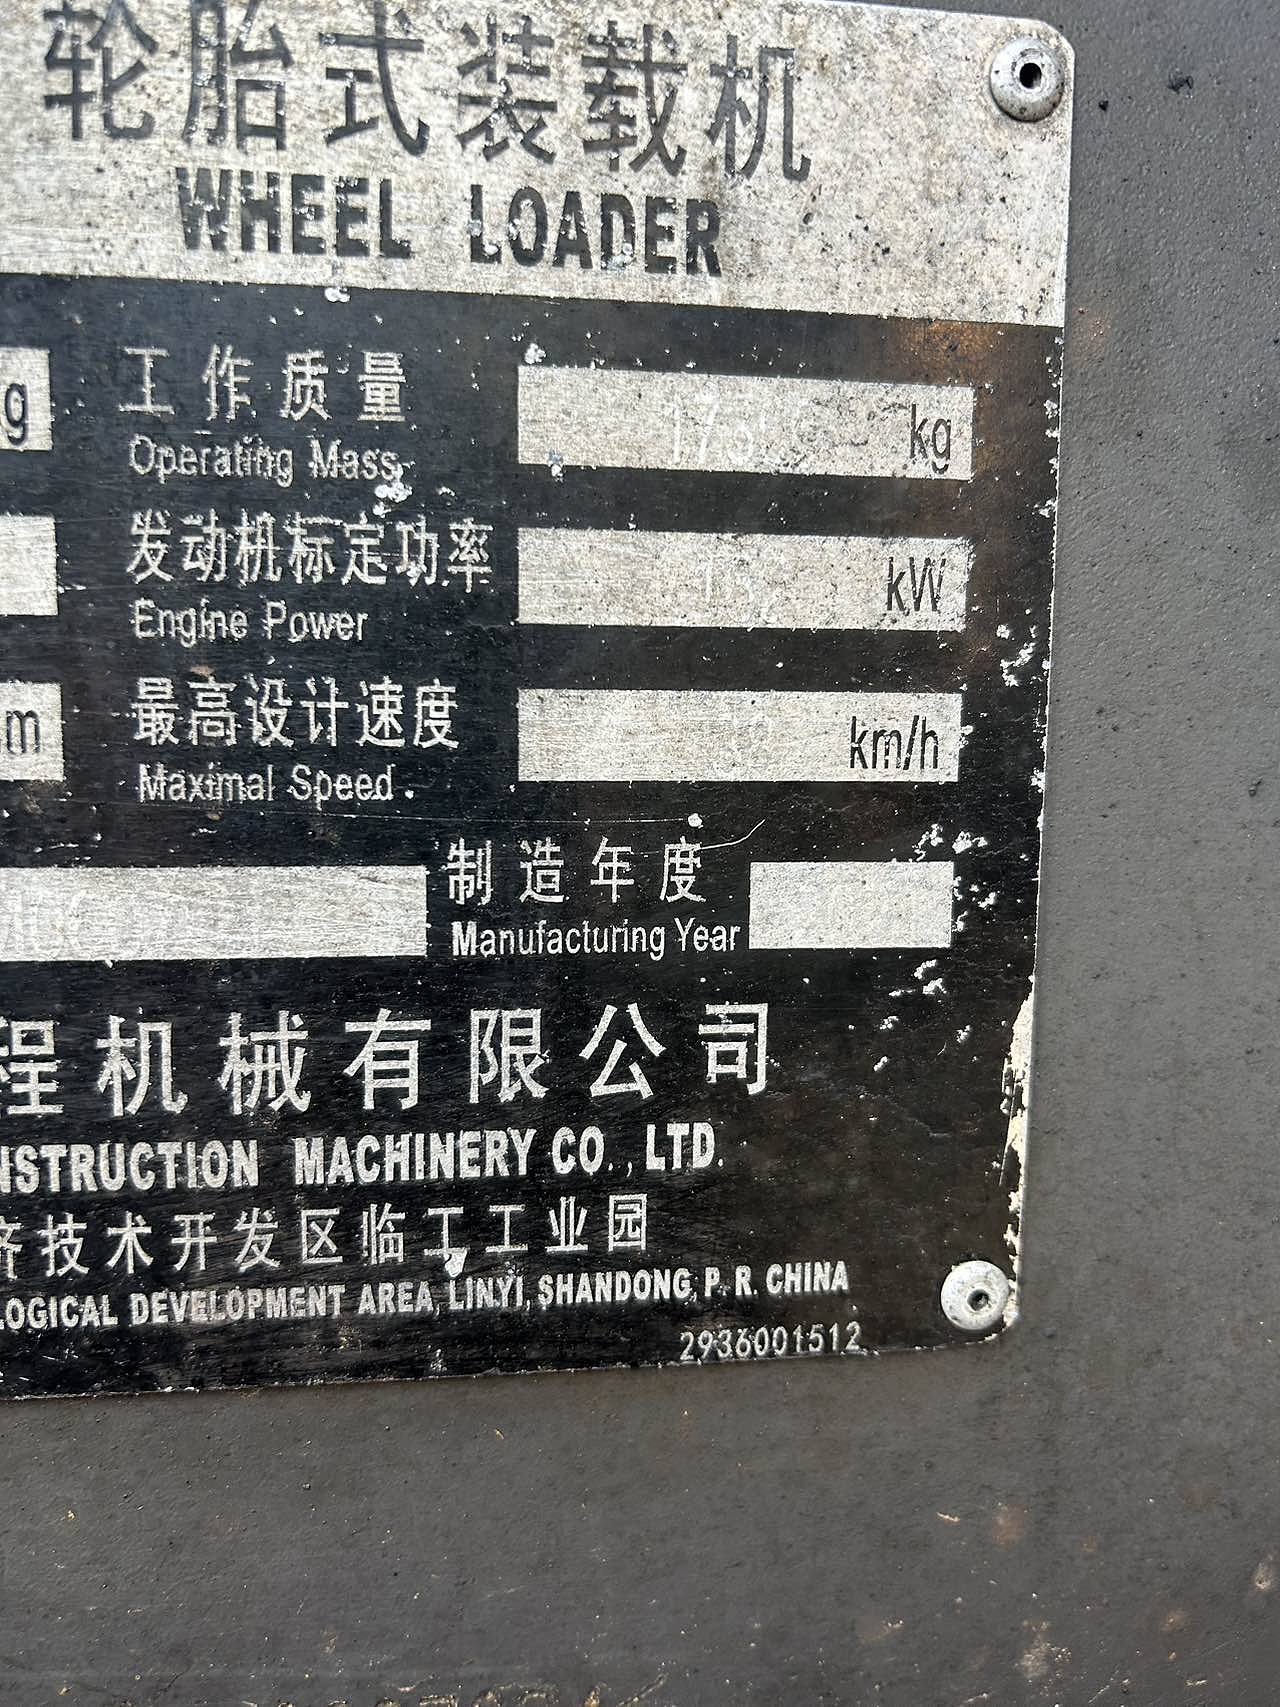 轮胎式装载机
WHEEL LOADER
g 工作质量 kg
Operating Mass
发动机标定功率 kW
Engine Power
m 最高设计速度 km/h
Maximal Speed
制造年度
Manufacturing Year
程机械有限公司
NSTRUCTION MACHINERY CO., LTD.
济技术开发区临工工业园
LOGICAL DEVELOPMENT AREA, LINYI, SHANDONG, P. R. CHINA
2936001512